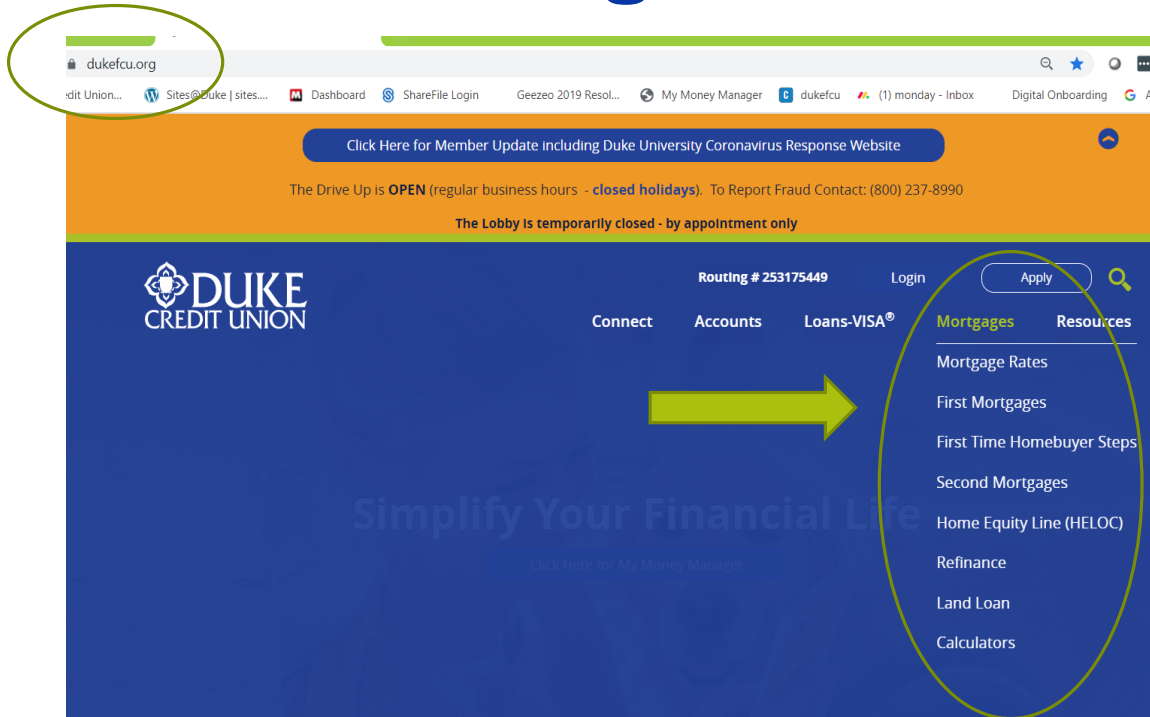 dukefcu.org
edit Union... Sites@Duke | sites.... Dashboard ShareFile Login Geezeo 2019 Resol... My Money Manager dukefcu (1) monday - Inbox Digital Onboarding
Click Here for Member Update including Duke University Coronavirus Response Website
The Drive Up is OPEN (regular business hours - closed holidays). To Report Fraud Contact: (800) 237-8990
The Lobby is temporarily closed - by appointment only
DUKE
CREDIT UNION
Routing # 253175449 Login Apply
Connect Accounts Loans-VISA® Mortgages Resources
Mortgage Rates
First Mortgages
First Time Homebuyer Steps
Second Mortgages
Simplify Your Financial Life
Home Equity Line (HELOC)
Click Here for My Money Manager
Refinance
Land Loan
Calculators